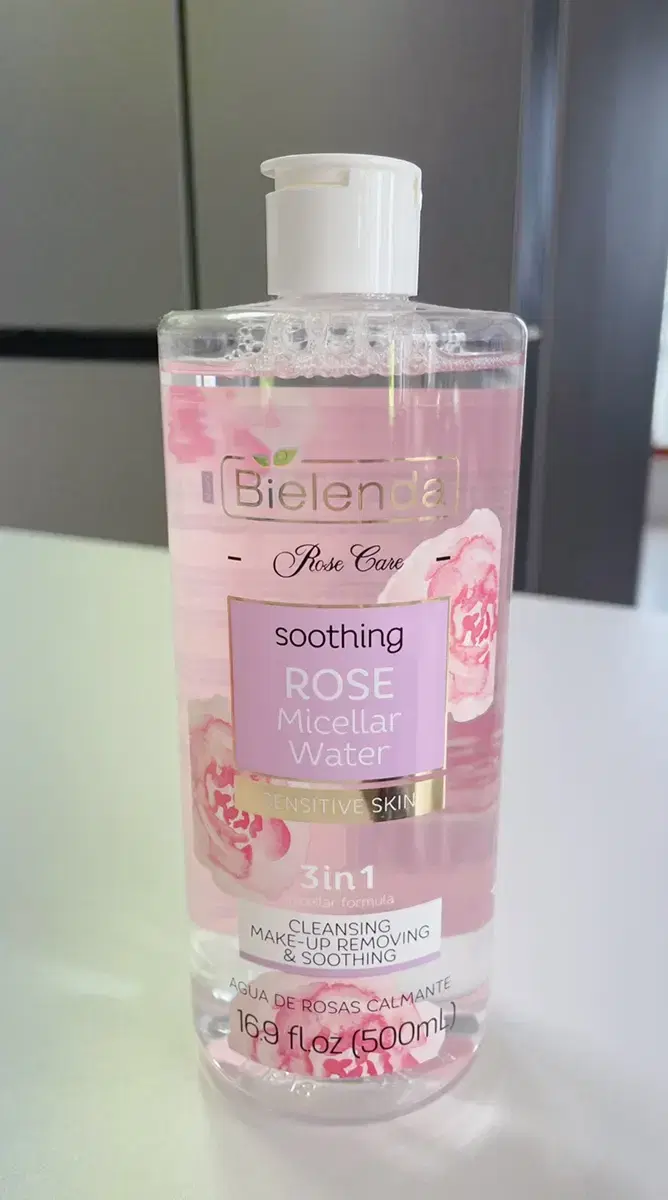 Bielenda
Rose Care
soothing
ROSE
Micellar
Water
SENSITIVE SKIN
3in1
micellar formula
CLEANSING
MAKE-UP REMOVING
& SOOTHING
AGUA DE ROSAS CALMANTE
16.9 fl.oz (500mL)